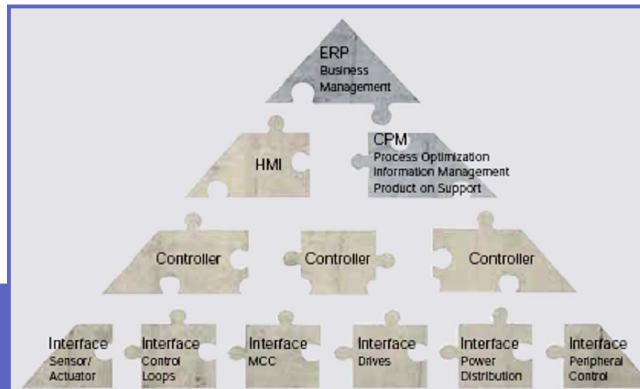 ERP
Business
Management
HMI
CPM
Process Optimization
Information Management
Product on Support
Controller
Controller
Controller
Interface
Sensor/
Actuator
Interface
Control
Loops
Interface
MCC
Interface
Drives
Interface
Power
Distribution
Interface
Peripheral
Control